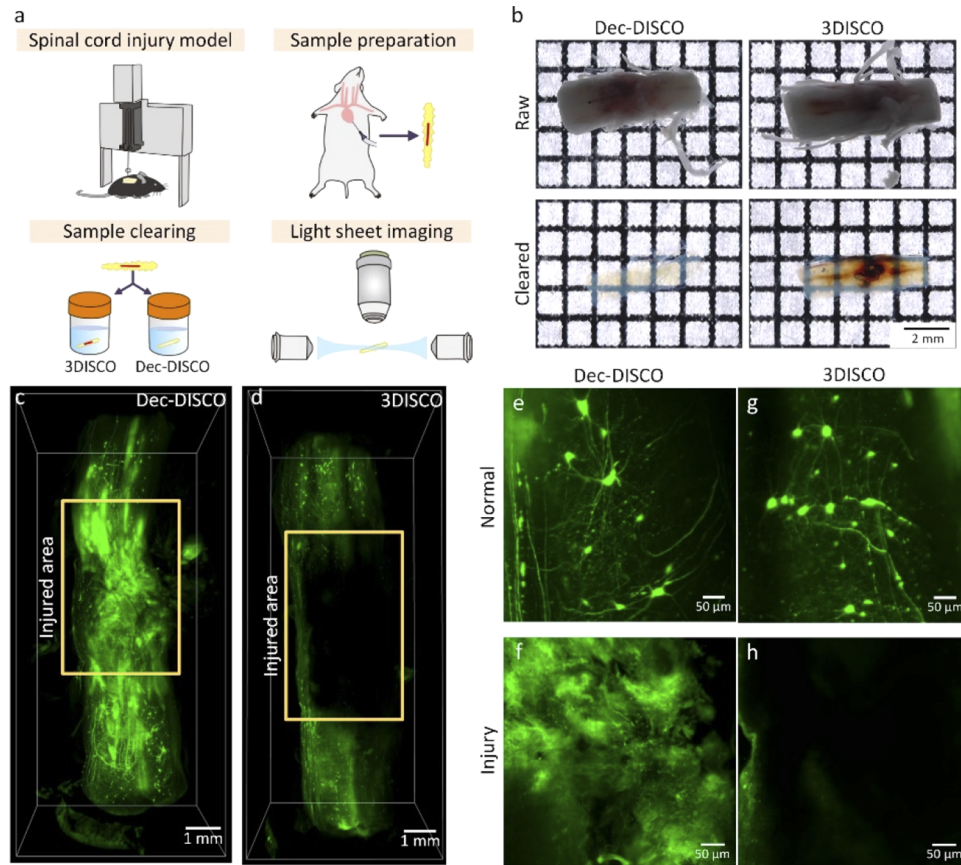 a
Spinal cord injury model
Sample preparation
Sample clearing
Light sheet imaging
3DISCO
Dec-DISCO
b
Dec-DISCO
3DISCO
Raw
Cleared
2 mm
c
Dec-DISCO
Injured area
1 mm
d
3DISCO
Injured area
1 mm
Dec-DISCO
3DISCO
Normal
e
50 µm
g
50 µm
Injury
f
50 µm
h
50 µm